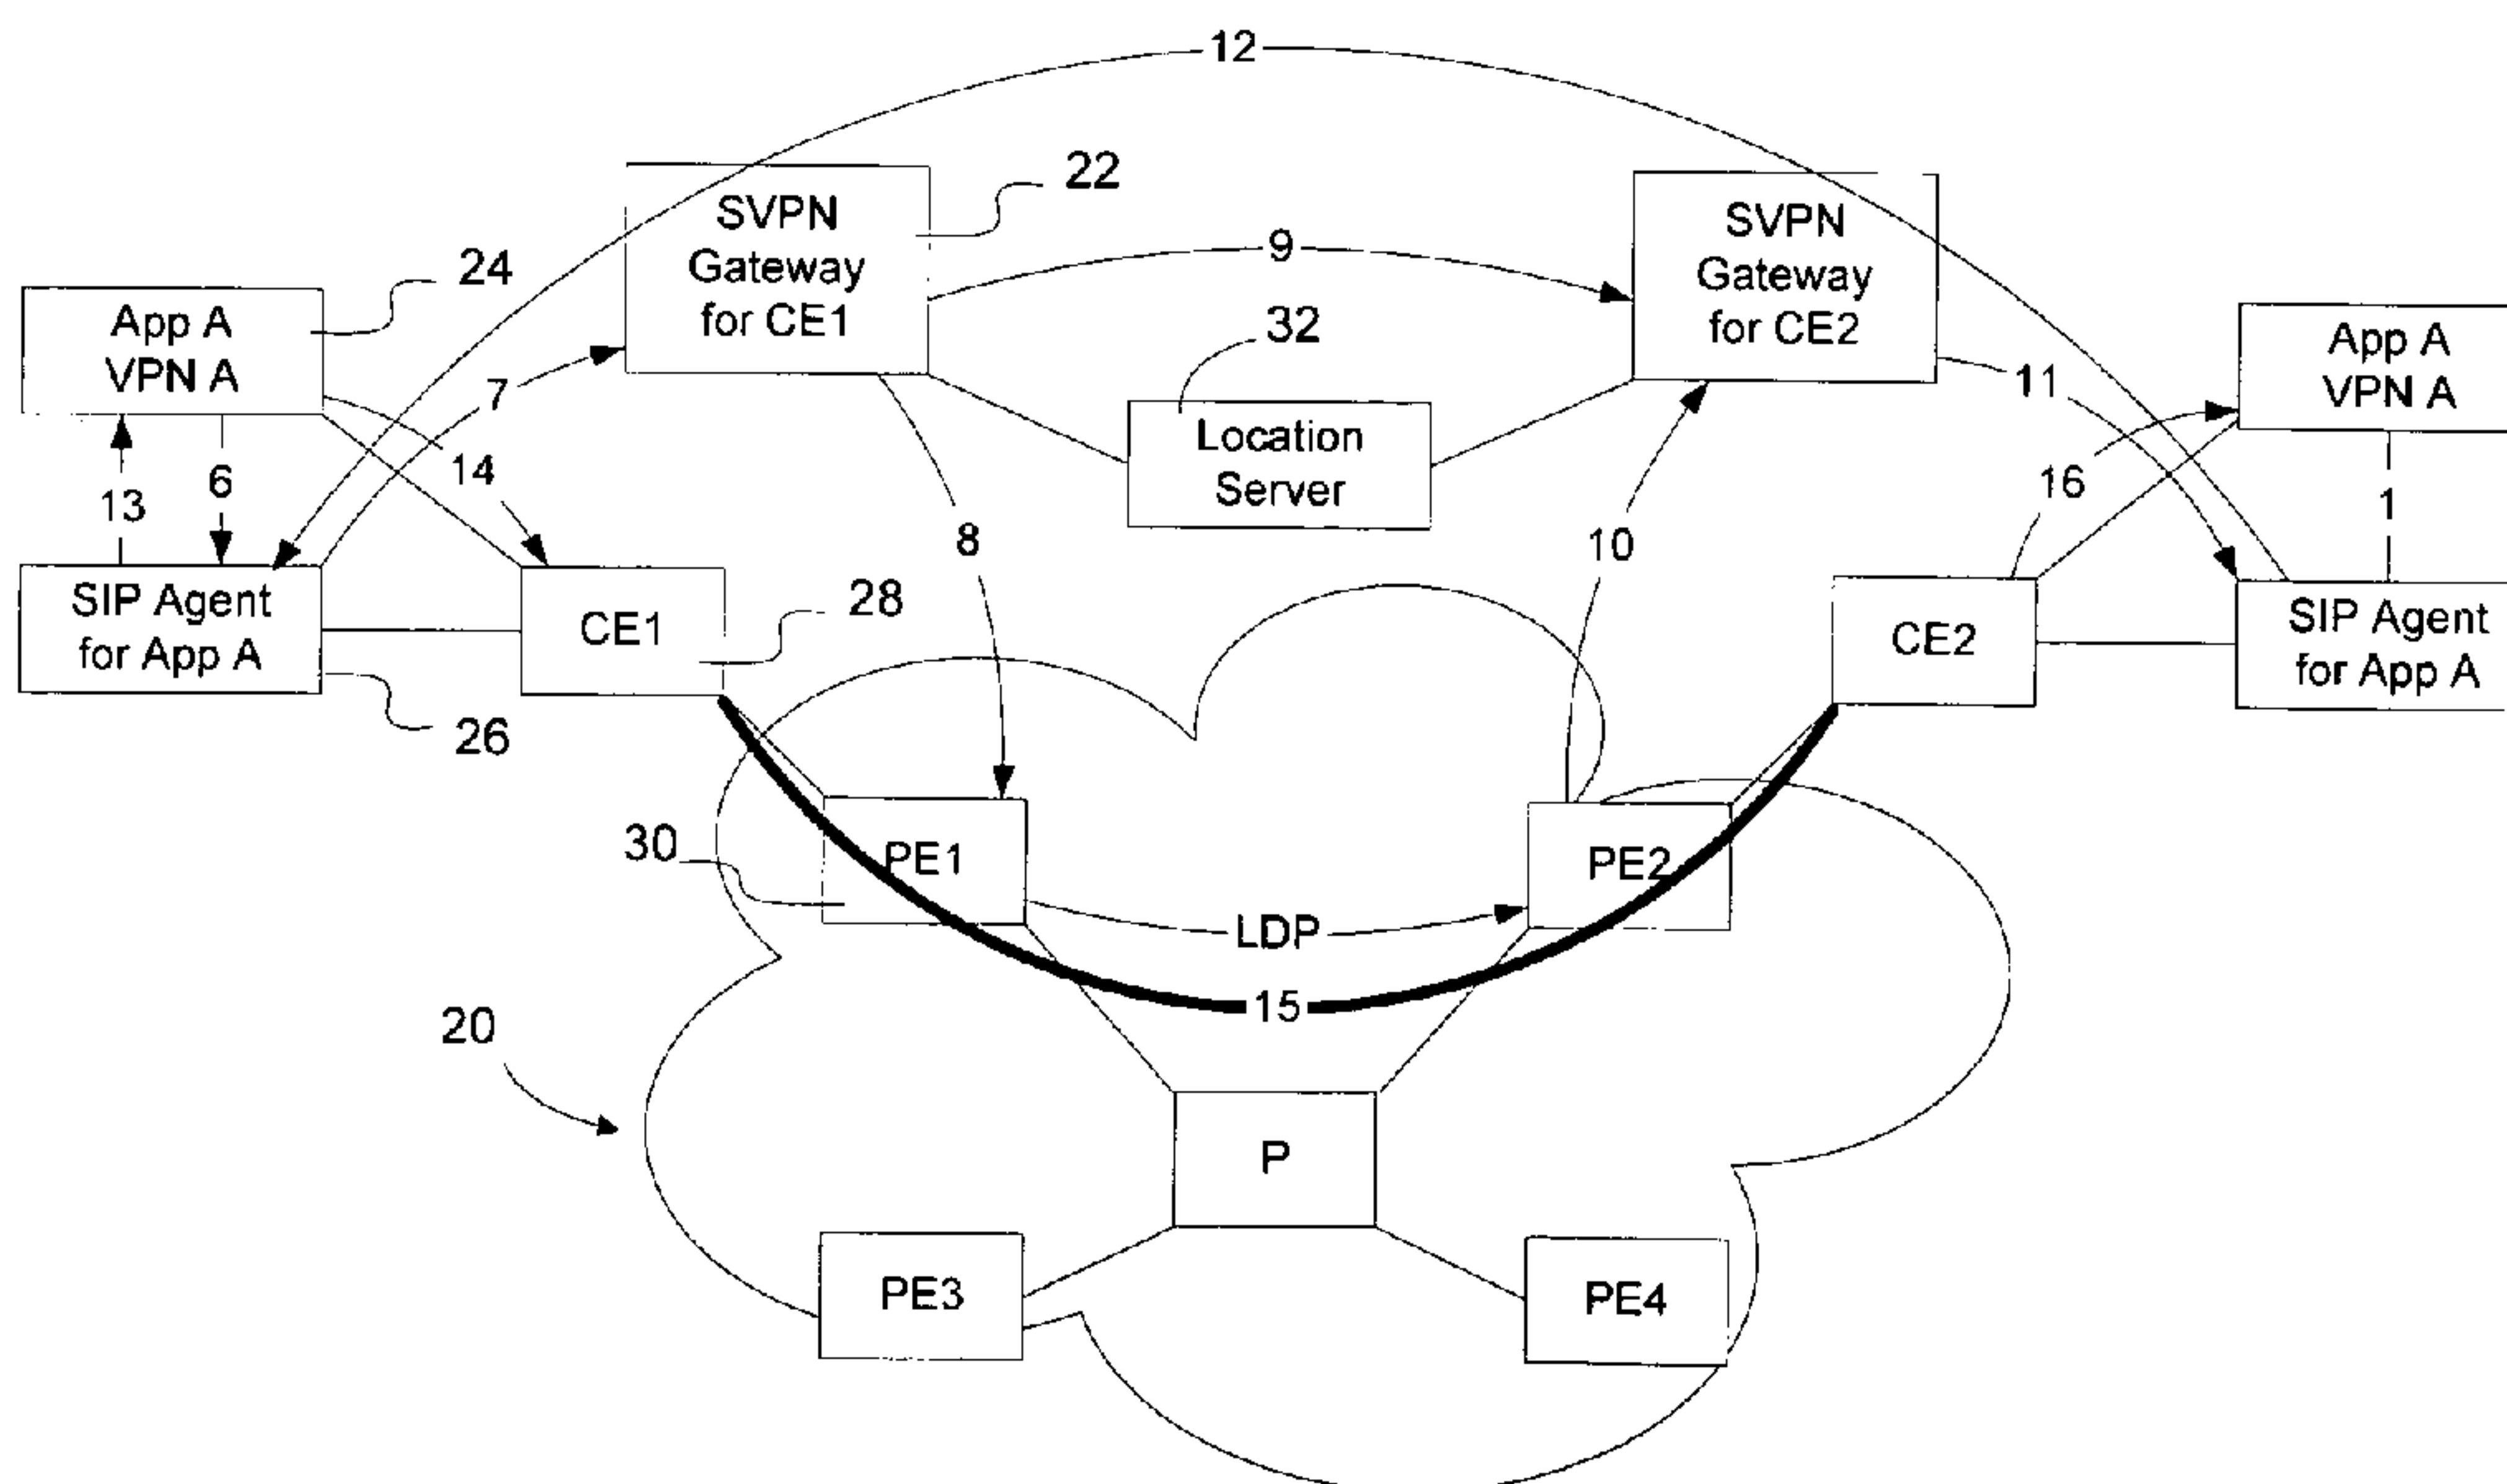 12
22
SVPN
Gateway
for CE1
SVPN
Gateway
for CE2
9
24
32
App A
VPN A
App A
VPN A
7
11
Location
Server
14
16
13
6
1
8
10
SIP Agent
for App A
CE1
28
CE2
SIP Agent
for App A
26
30
PE1
PE2
LDP
15
20
P
PE3
PE4